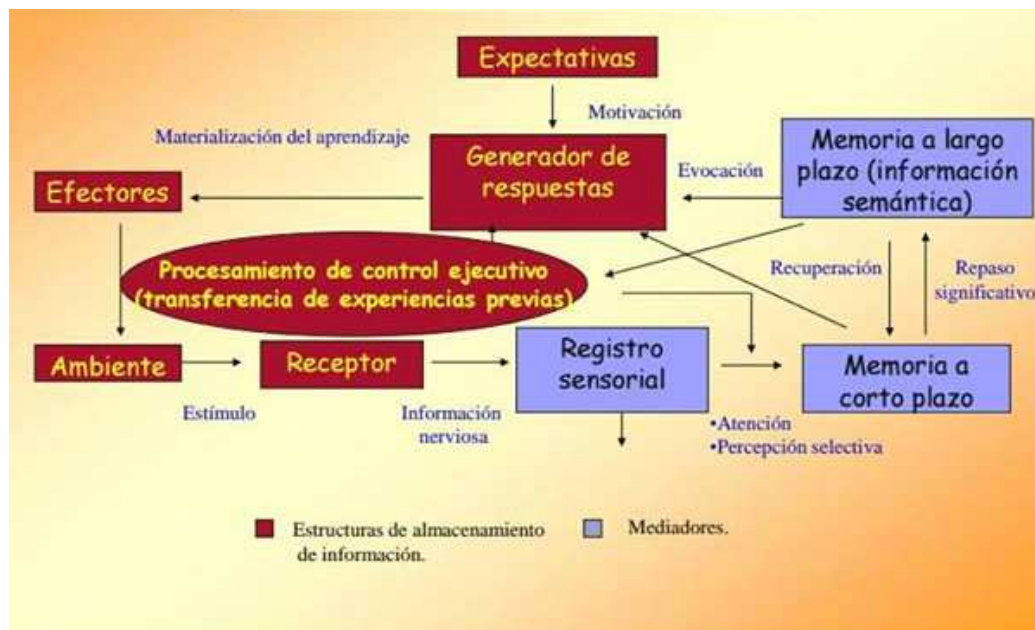 Expectativas
Motivación
Materialización del aprendizaje
Generador de
respuestas
Evocación
Memoria a largo
plazo (información
semántica)
Efectores
Procesamiento de control ejecutivo
(transferencia de experiencias previas)
Recuperación
Repaso
significativo
Ambiente
Receptor
Registro
sensorial
Memoria a
corto plazo
Estímulo
Información
nerviosa
•Atención
•Percepción selectiva
Estructuras de almacenamiento
de información.
Mediadores.